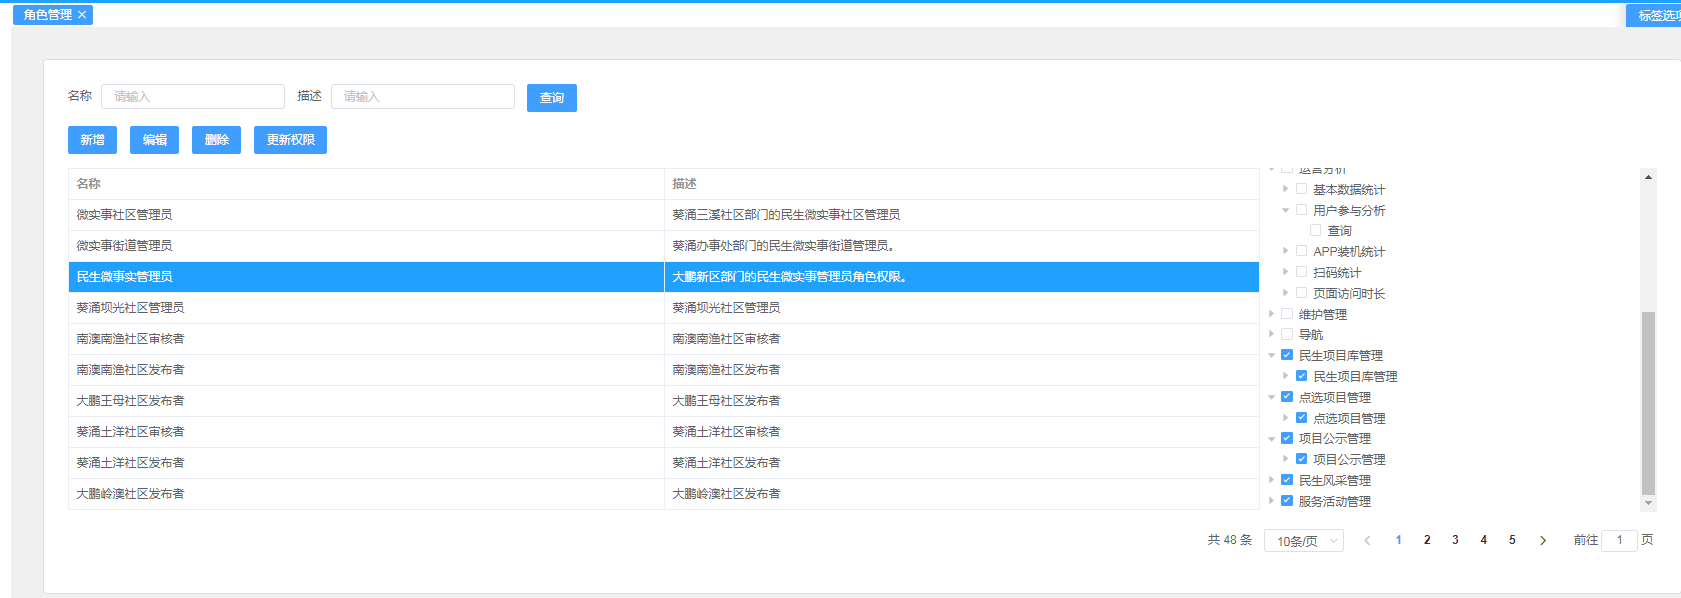 角色管理
标签选项
名称 请输入 描述 请输入 查询
新增 编辑 删除 更新权限
名称 描述
微实事社区管理员 葵涌三溪社区部门的民生微实事社区管理员
微实事街道管理员 葵涌办事处部门的民生微实事街道管理员。
民生微事实管理员 大鹏新区部门的民生微实事管理员角色权限。
葵涌坝光社区管理员 葵涌坝光社区管理员
南澳南渔社区审核者 南澳南渔社区审核者
南澳南渔社区发布者 南澳南渔社区发布者
大鹏王母社区发布者 大鹏王母社区发布者
葵涌土洋社区审核者 葵涌土洋社区审核者
葵涌土洋社区发布者 葵涌土洋社区发布者
大鹏岭澳社区发布者 大鹏岭澳社区发布者
运营分析
基本数据统计
用户参与分析
查询
APP装机统计
扫码统计
页面访问时长
维护管理
导航
民生项目库管理
民生项目库管理
点选项目管理
点选项目管理
项目公示管理
项目公示管理
民生风采管理
服务活动管理
共 48 条 10条/页 1 2 3 4 5 前往 1 页